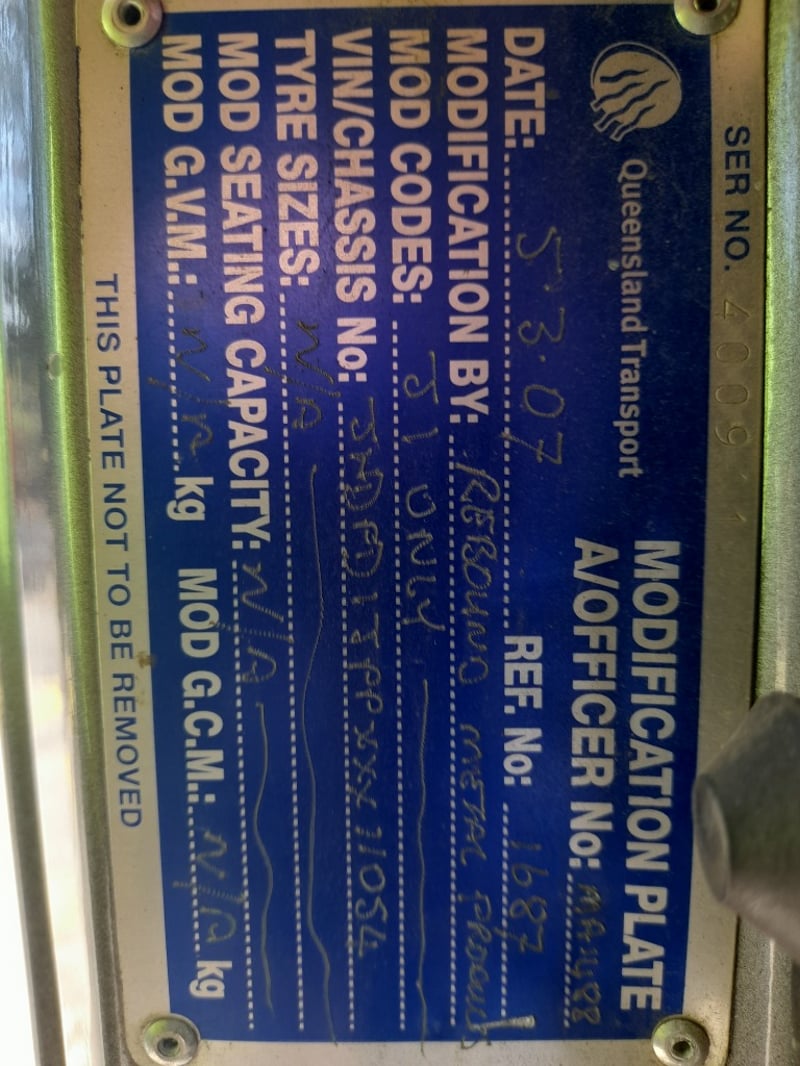 SER NO. 4009
Queensland Transport
MODIFICATION PLATE
A/OFFICER No:
DATE: 5.3.07 REF. No: 1687
MODIFICATION BY: REBOUND METAL PRODUCTS
MOD CODES: J1 ONLY
VIN/CHASSIS No:
TYRE SIZES: N/A
MOD SEATING CAPACITY: N/A
MOD G.V.M.: N/A kg MOD G.C.M.: N/A kg
THIS PLATE NOT TO BE REMOVED